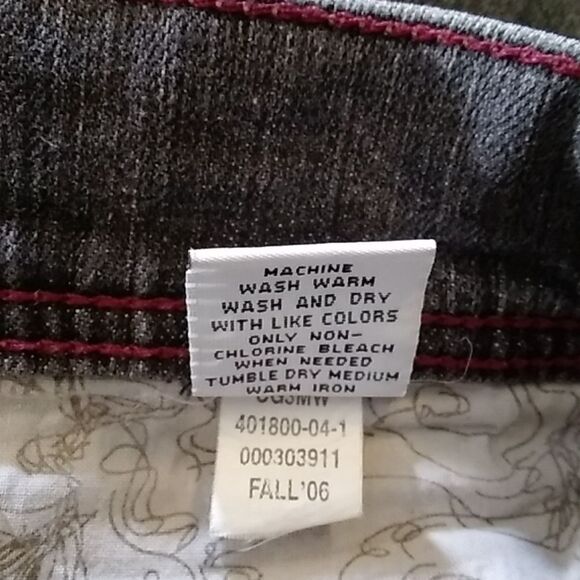 MACHINE
WASH WARM
WASH AND DRY
WITH LIKE COLORS
ONLY NON-
CHLORINE BLEACH
WHEN NEEDED
TUMBLE DRY MEDIUM
WARM IRON
401800-04-1
000303911
FALL'06